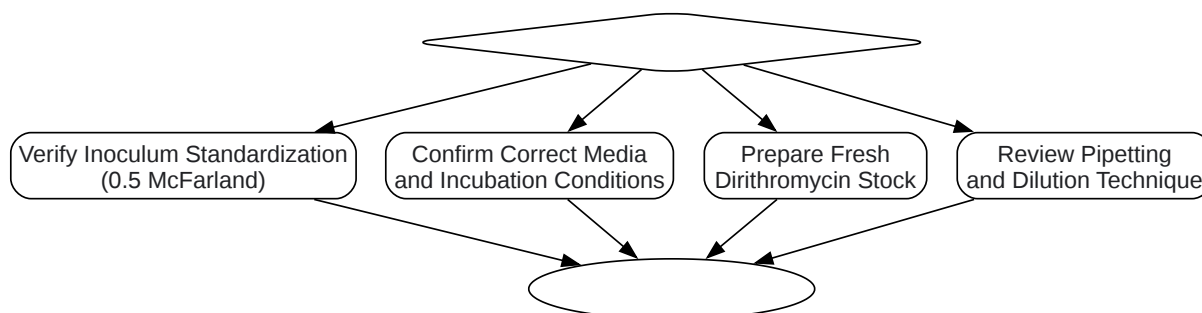 Verify Inoculum Standardization
(0.5 McFarland)
Confirm Correct Media
and Incubation Conditions
Prepare Fresh
Dirithromycin Stock
Review Pipetting
and Dilution Technique